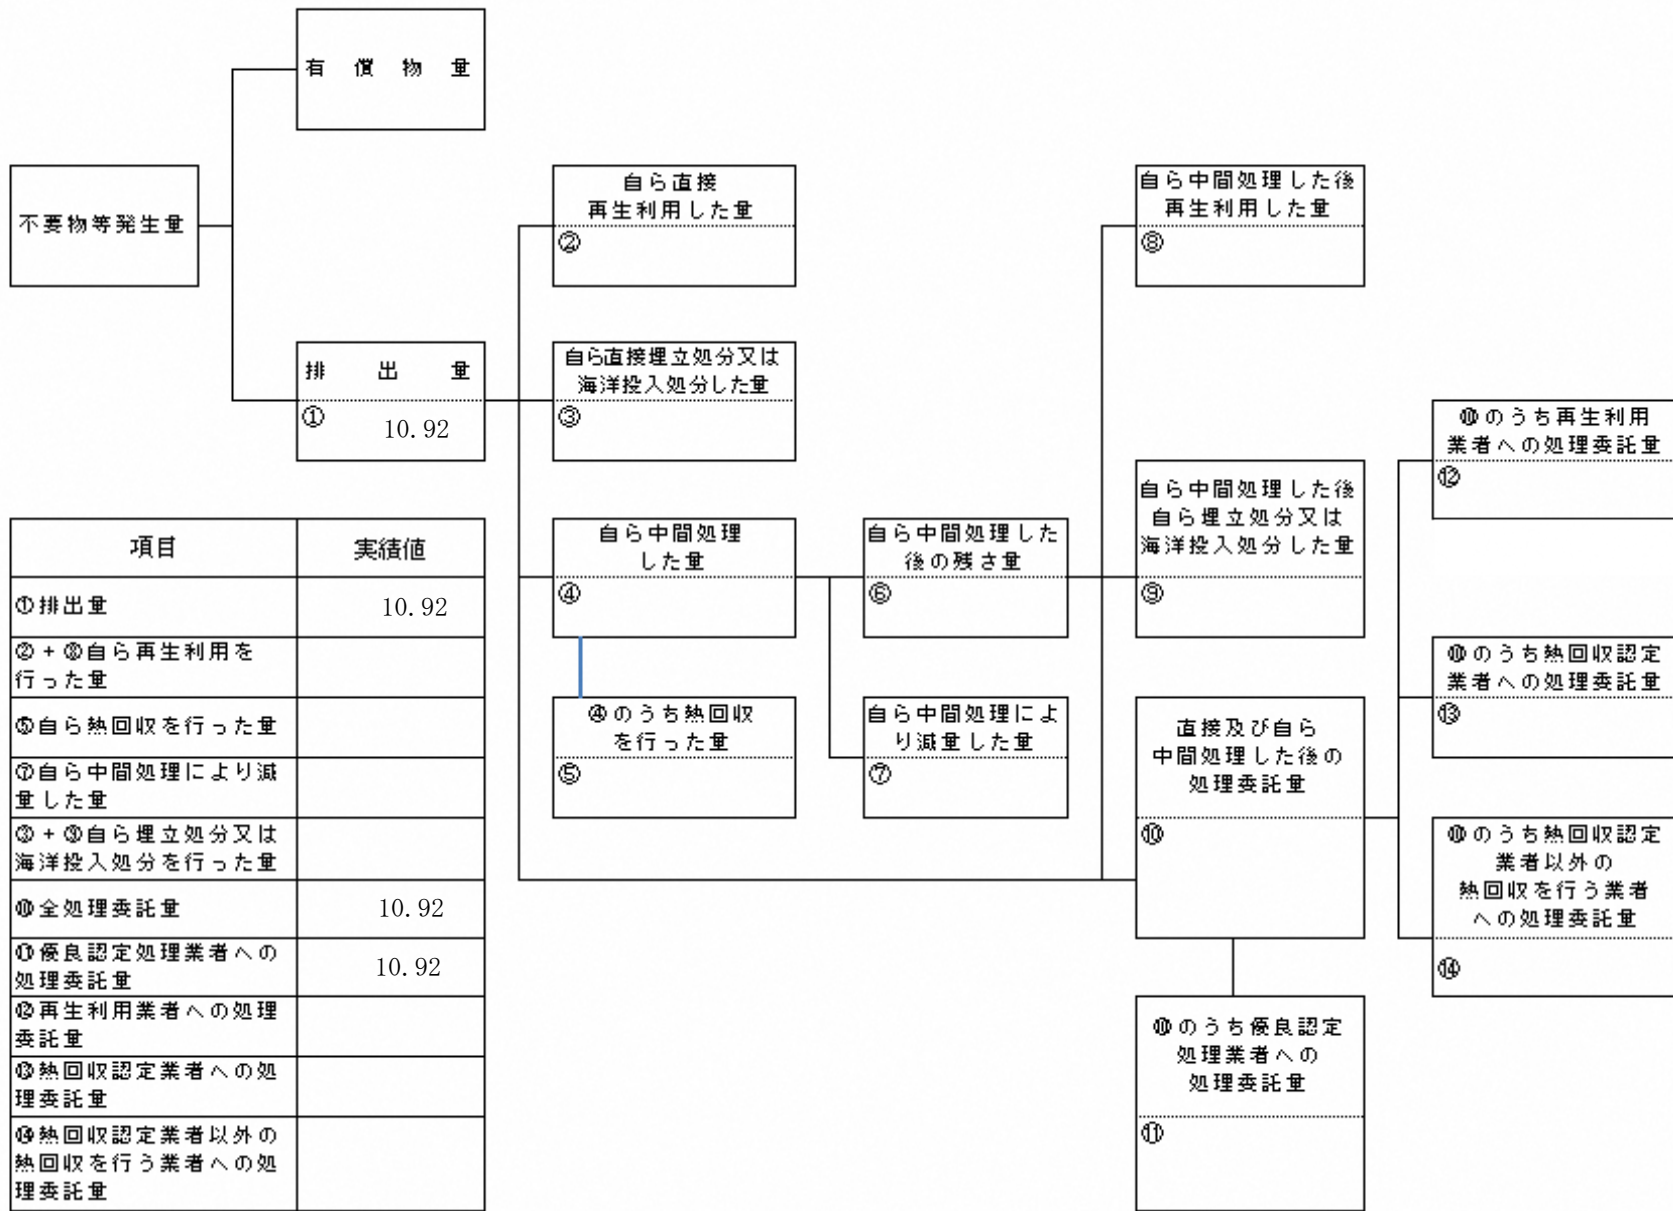 有償物量
不要物等発生量
排出量
①
10.92
自ら直接
再生利用した量
②
自ら直接埋立処分又は
海洋投入処分した量
③
自ら中間処理
した量
④
④のうち熱回収
を行った量
⑤
自ら中間処理した
後の残さ量
⑥
自ら中間処理によ
り減量した量
⑦
自ら中間処理した後
再生利用した量
⑧
自ら中間処理した後
自ら埋立処分又は
海洋投入処分した量
⑨
直接及び自ら
中間処理した後の
処理委託量
⑩
⑩のうち優良認定
処理業者への
処理委託量
⑪
⑩のうち再生利用
業者への処理委託量
⑫
⑩のうち熱回収認定
業者への処理委託量
⑬
⑩のうち熱回収認定
業者以外の
熱回収を行う業者
への処理委託量
⑭
項目 実績値
①排出量 10.92
②+⑧自ら再生利用を
行った量
⑤自ら熱回収を行った量
⑦自ら中間処理により減
量した量
③+⑨自ら埋立処分又は
海洋投入処分を行った量
⑩全処理委託量 10.92
⑪優良認定処理業者への
処理委託量 10.92
⑫再生利用業者への処理
委託量
⑬熱回収認定業者への処
理委託量
⑭熱回収認定業者以外の
熱回収を行う業者への処
理委託量